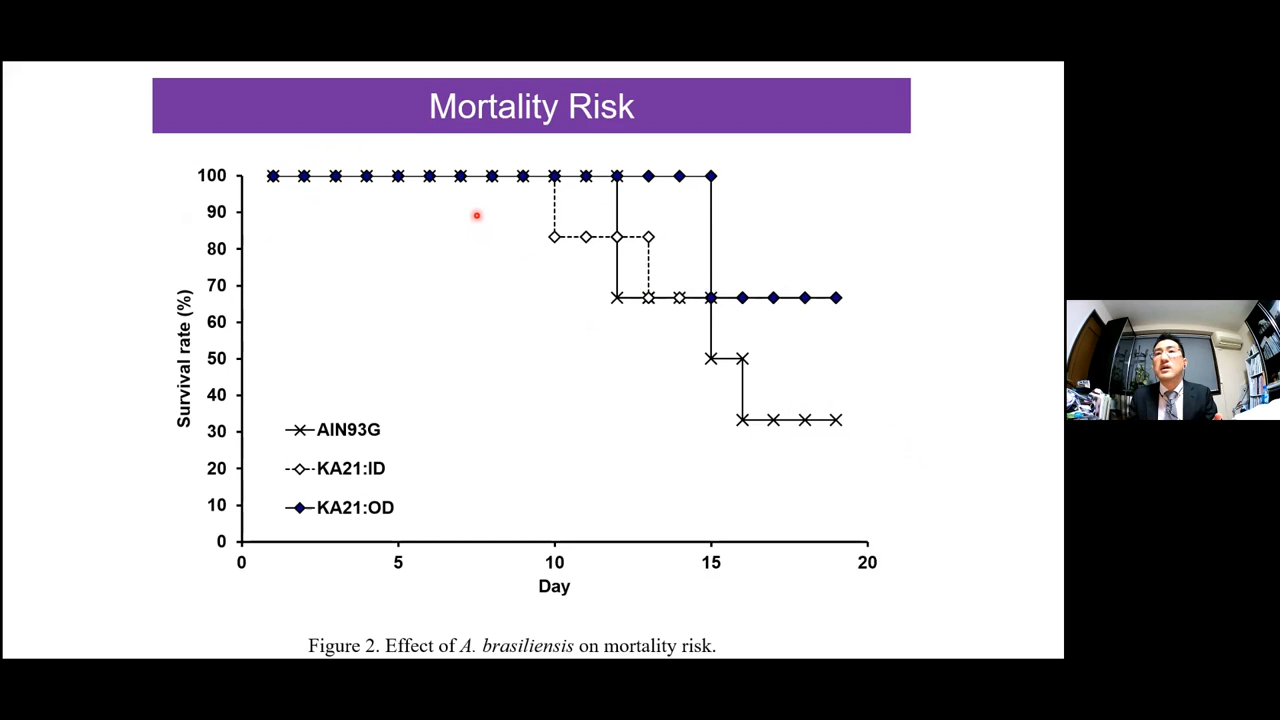 Mortality Risk
100
90
80
70
60
50
40
30
20
10
0
Survival rate (%)
AIN93G
KA21:ID
KA21:OD
0 5 10 15 20
Day
Figure 2. Effect of A. brasiliensis on mortality risk.